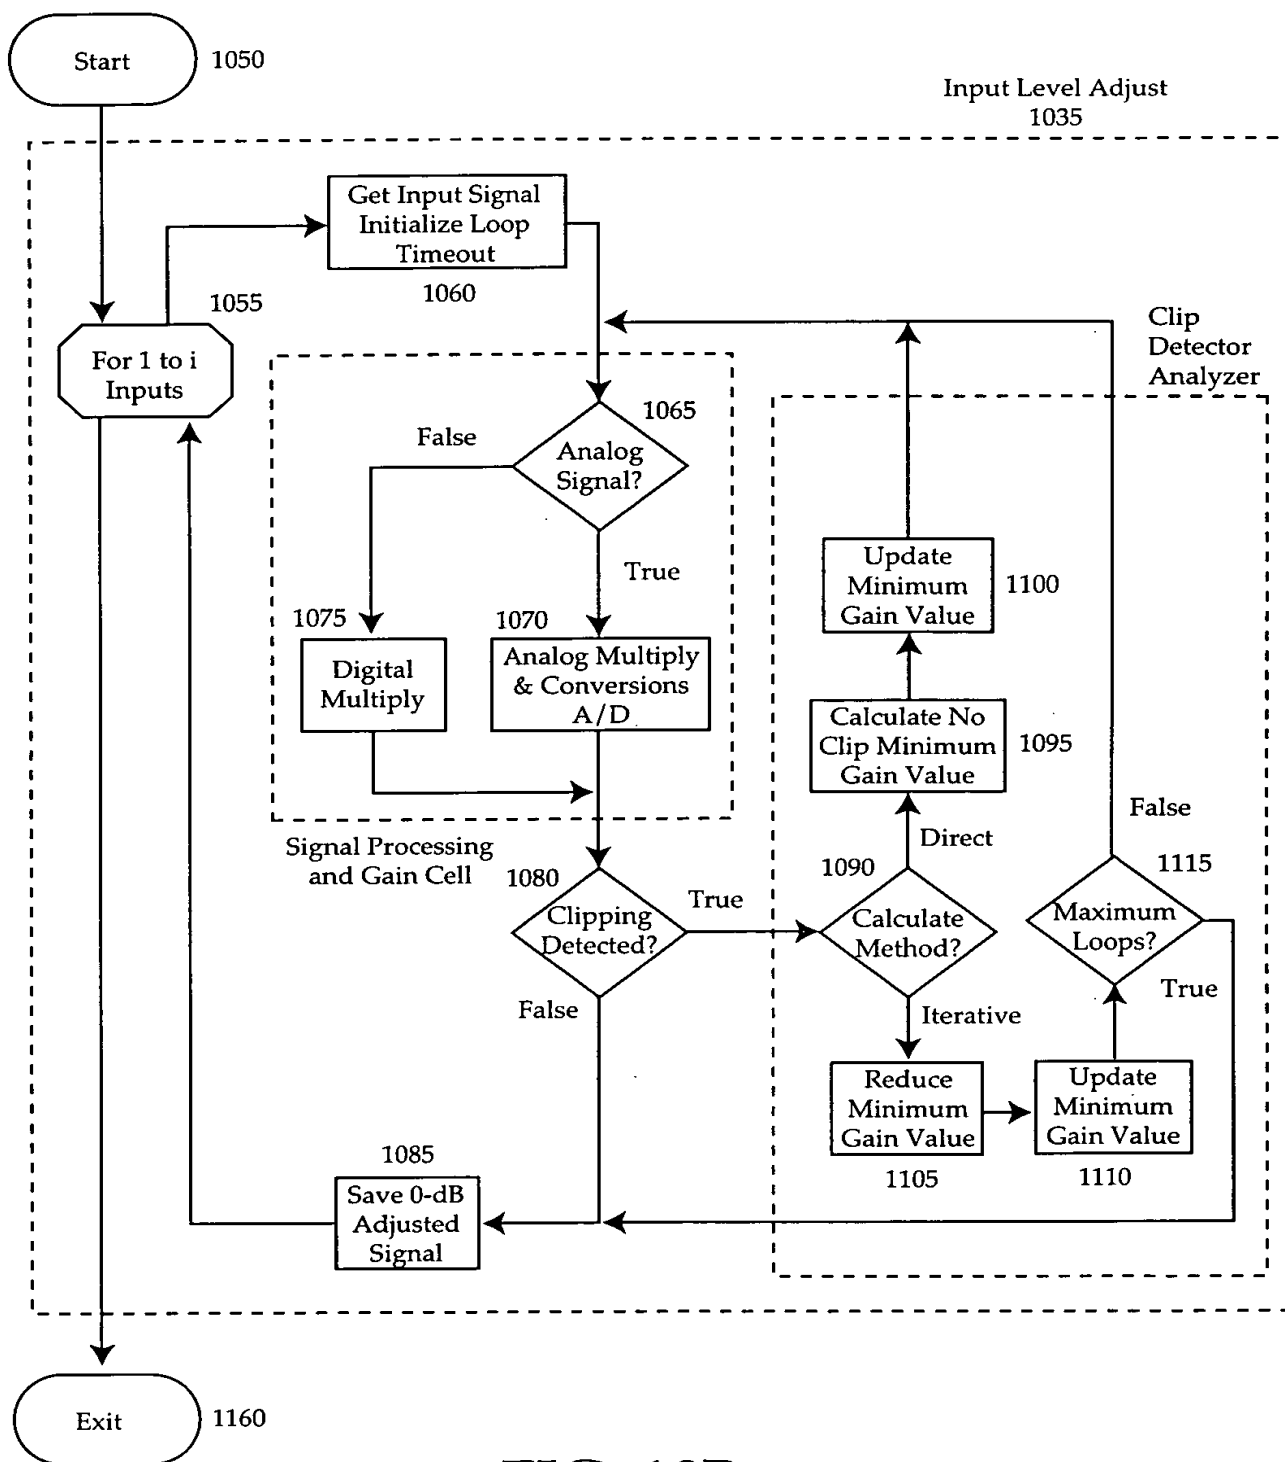 Start
1050
Input Level Adjust
1035
Get Input Signal
Initialize Loop
Timeout
1060
1055
For 1 to i
Inputs
Clip
Detector
Analyzer
1065
False
Analog
Signal?
True
Update
Minimum
Gain Value
1100
1075
1070
Digital
Multiply
Analog Multiply
& Conversions
A/D
Calculate No
Clip Minimum
Gain Value
1095
Signal Processing
and Gain Cell
Direct
False
1080
1090
1115
Clipping
Detected?
True
Calculate
Method?
Maximum
Loops?
False
Iterative
True
Reduce
Minimum
Gain Value
Update
Minimum
Gain Value
1105
1110
1085
Save 0-dB
Adjusted
Signal
Exit
1160